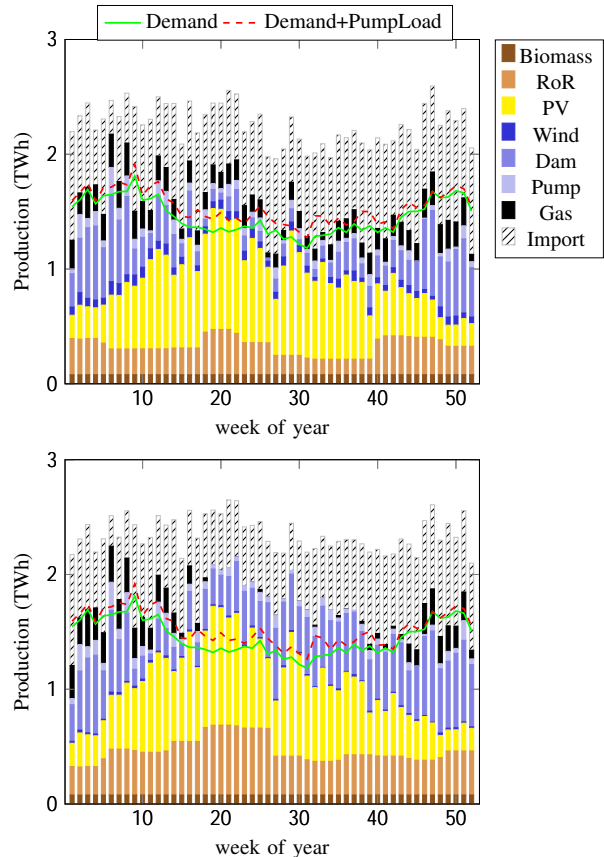 Demand Demand+PumpLoad
3
2
1
0
Production (TWh)
10 20 30 40 50
week of year
Biomass
RoR
PV
Wind
Dam
Pump
Gas
Import
3
2
1
0
Production (TWh)
10 20 30 40 50
week of year